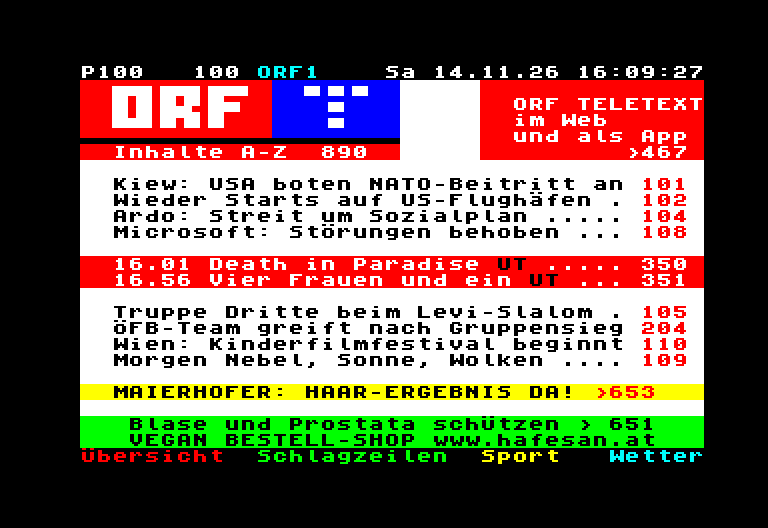 P100 100 ORF1 Sa 14.11.26 16:09:27
ORF T
ORF TELETEXT
im Web
und als App
Inhalte A-Z 890 >467
Kiew: USA boten NATO-Beitritt an 101
Wieder Starts auf US-Flughäfen . 102
Ardo: Streit um Sozialplan ..... 104
Microsoft: Störungen behoben ... 108
16.01 Death in Paradise UT ..... 350
16.56 Vier Frauen und ein UT ... 351
Truppe Dritte beim Levi-Slalom . 105
öFB-Team greift nach Gruppensieg 204
Wien: Kinderfilmfestival beginnt 110
Morgen Nebel, Sonne, Wolken .... 109
MAIERHOFER: HAAR-ERGEBNIS DA! >653
Blase und Prostata schÜtzen > 651
VEGAN BESTELL-SHOP www.hafesan.at
Übersicht Schlagzeilen Sport Wetter